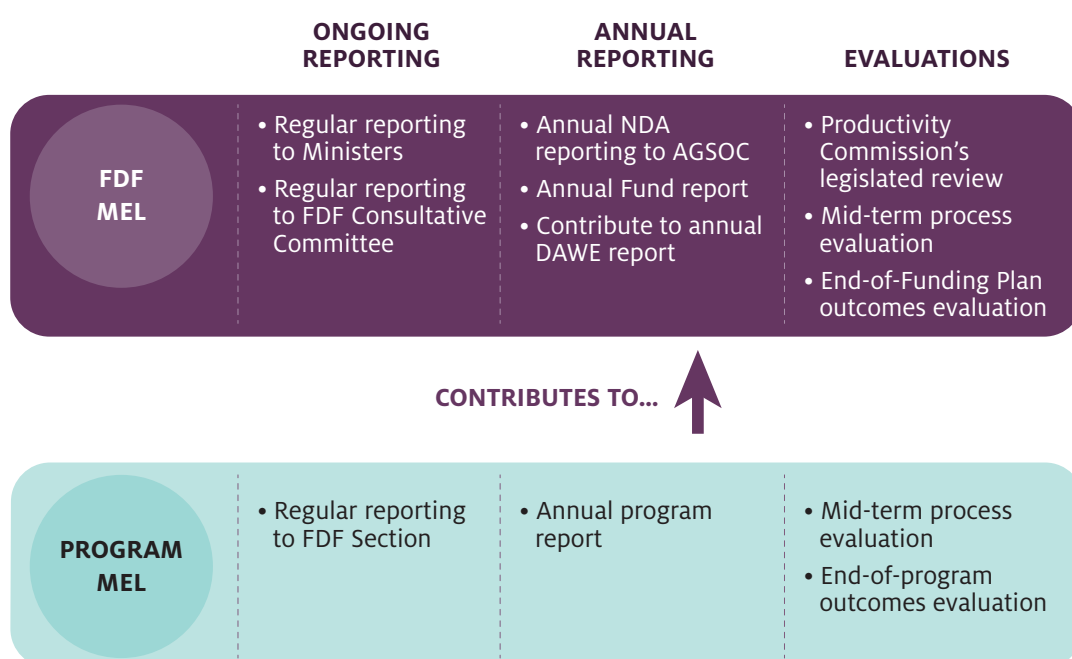 ONGOING
REPORTING
ANNUAL
REPORTING
EVALUATIONS
FDF
MEL
• Regular reporting
to Ministers
• Regular reporting
to FDF Consultative
Committee
• Annual NDA
reporting to AGSOC
• Annual Fund report
• Contribute to annual
DAWE report
• Productivity
Commission's
legislated review
• Mid-term process
evaluation
• End-of-Funding Plan
outcomes evaluation
CONTRIBUTES TO...
PROGRAM
MEL
• Regular reporting
to FDF Section
• Annual program
report
• Mid-term process
evaluation
• End-of-program
outcomes evaluation